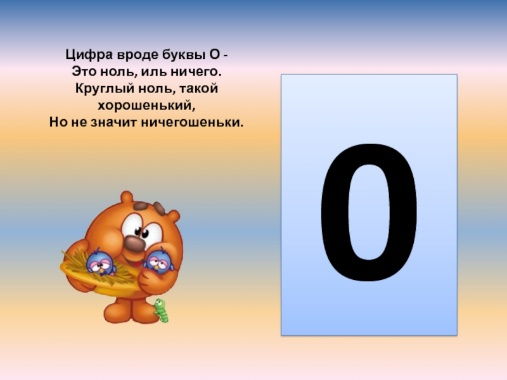 Цифра вроде буквы О -
Это ноль, иль ничего.
Круглый ноль, такой
хорошенький,
Но не значит ничегошеньки.
0